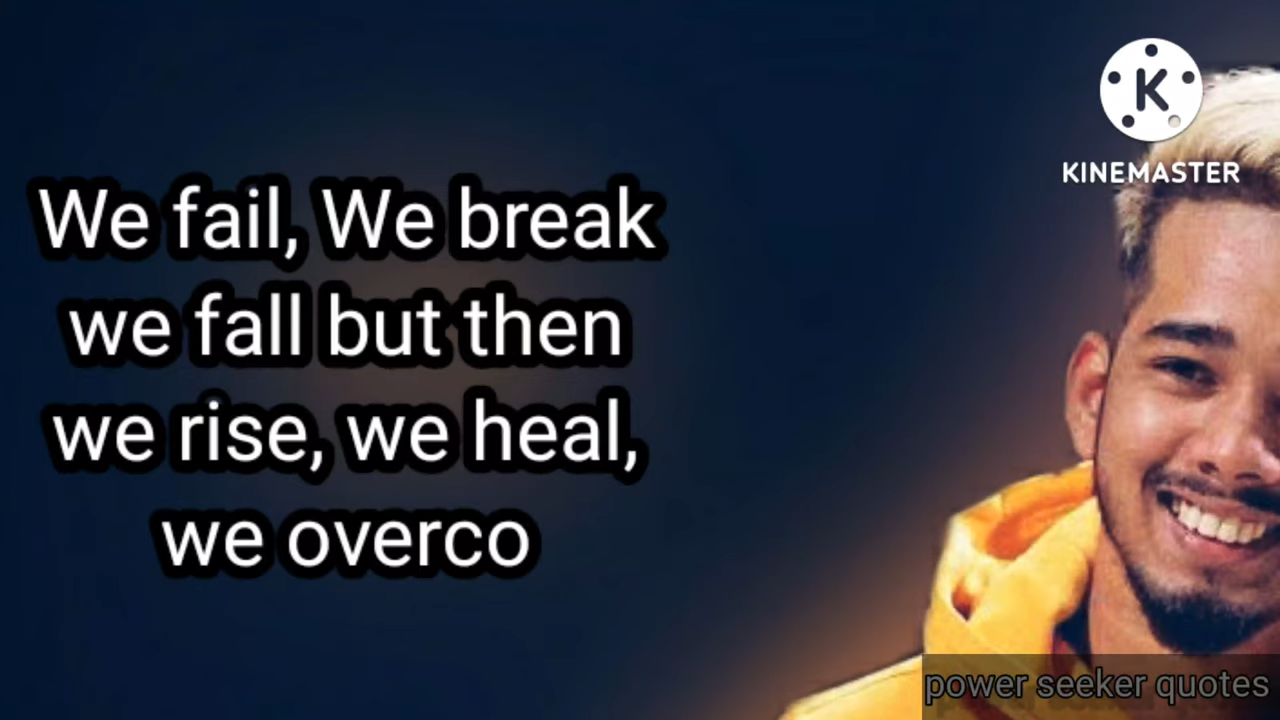 We fail, We break
we fall but then
we rise, we heal,
we overco
K
KINEMASTER
power seeker quotes